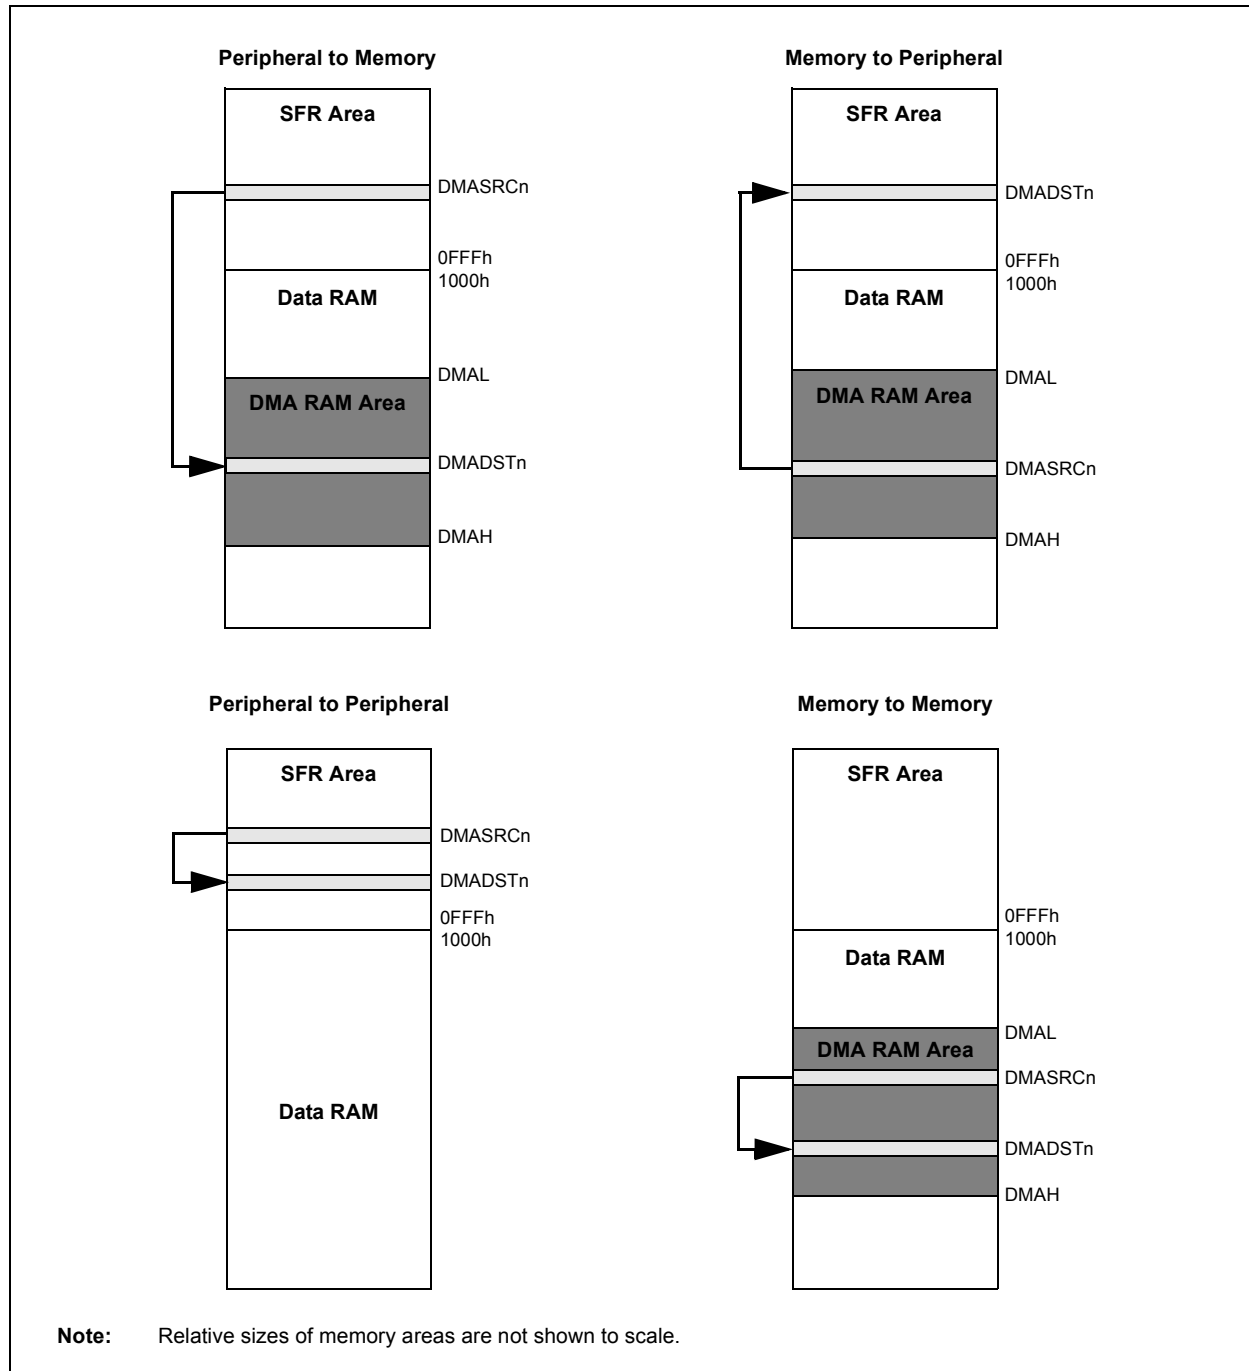 Peripheral to Memory
SFR Area
DMASRCn
0FFFh
1000h
Data RAM
DMAL
DMA RAM Area
DMADSTn
DMAH
Memory to Peripheral
SFR Area
DMADSTn
0FFFh
1000h
Data RAM
DMAL
DMA RAM Area
DMASRCn
DMAH
Peripheral to Peripheral
SFR Area
DMASRCn
DMADSTn
0FFFh
1000h
Data RAM
Memory to Memory
SFR Area
0FFFh
1000h
Data RAM
DMAL
DMA RAM Area
DMASRCn
DMADSTn
DMAH
Note: Relative sizes of memory areas are not shown to scale.